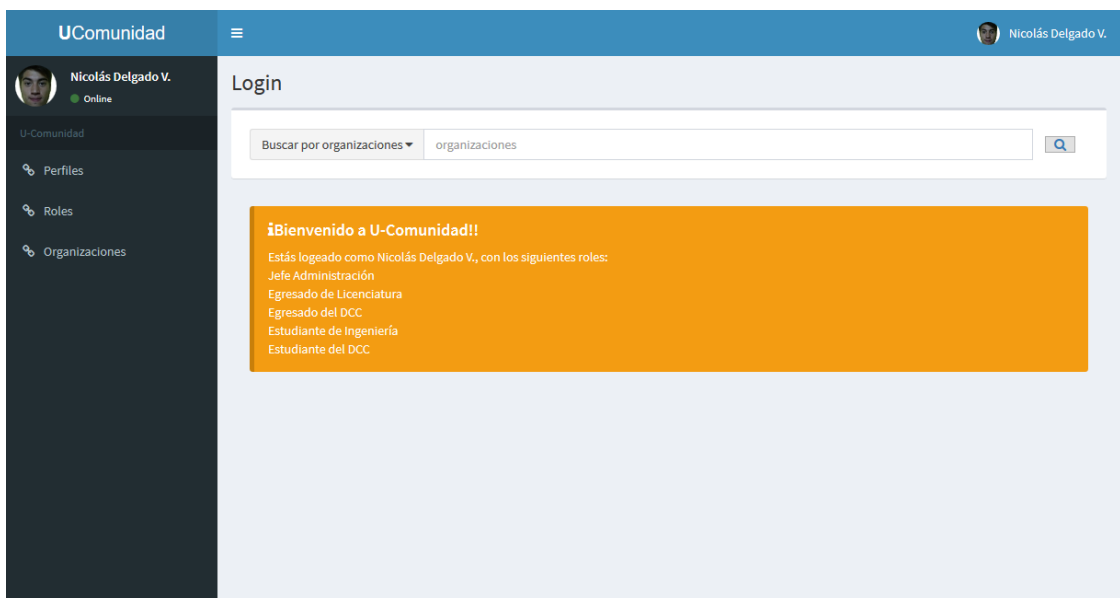 UComunidad
Nicolás Delgado V.
Nicolás Delgado V.
Online
U-Comunidad
Perfiles
Roles
Organizaciones
Login
Buscar por organizaciones
organizaciones
Bienvenido a U-Comunidad!!
Estás logeado como Nicolás Delgado V., con los siguientes roles:
Jefe Administración
Egresado de Licenciatura
Egresado del DCC
Estudiante de Ingeniería
Estudiante del DCC